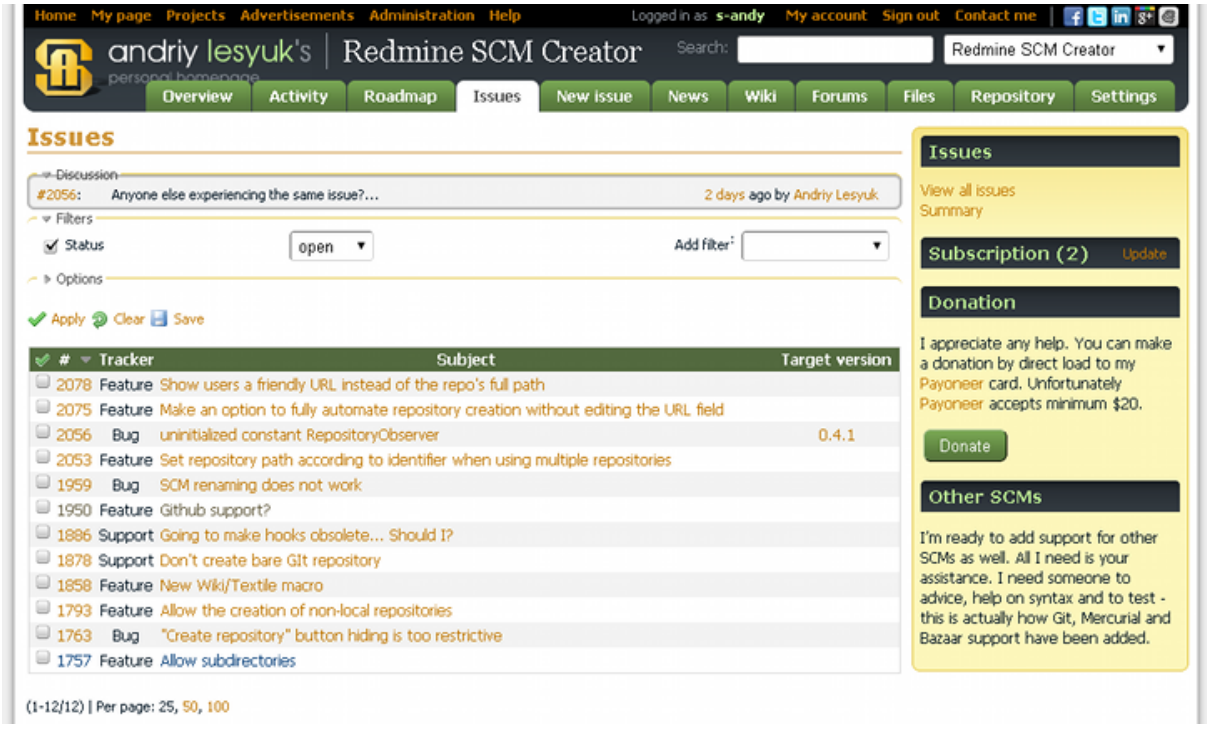 Home My page Projects Advertisements Administration Help Logged in as s-andy My account Sign out Contact me
andriy lesyuk's Redmine SCM Creator Search: Redmine SCM Creator
personal homepage
Overview Activity Roadmap Issues New issue News Wiki Forums Files Repository Settings
Issues
Discussion
#2056: Anyone else experiencing the same issue?... 2 days ago by Andriy Lesyuk
Filters
Status open Add filter:
Options
Apply Clear Save
# Tracker Subject Target version
2078 Feature Show users a friendly URL instead of the repo's full path
2075 Feature Make an option to fully automate repository creation without editing the URL field
2056 Bug uninitialized constant RepositoryObserver 0.4.1
2053 Feature Set repository path according to identifier when using multiple repositories
1959 Bug SCM renaming does not work
1950 Feature Github support?
1886 Support Going to make hooks obsolete... Should I?
1878 Support Don't create bare GIt repository
1858 Feature New Wiki/Textile macro
1793 Feature Allow the creation of non-local repositories
1763 Bug "Create repository" button hiding is too restrictive
1757 Feature Allow subdirectories
(1-12/12) | Per page: 25, 50, 100
Issues
View all issues
Summary
Subscription (2) Update
Donation
I appreciate any help. You can make
a donation by direct load to my
Payoneer card. Unfortunately
Payoneer accepts minimum $20.
Donate
Other SCMs
I'm ready to add support for other
SCMs as well. All I need is your
assistance. I need someone to
advice, help on syntax and to test -
this is actually how Git, Mercurial and
Bazaar support have been added.